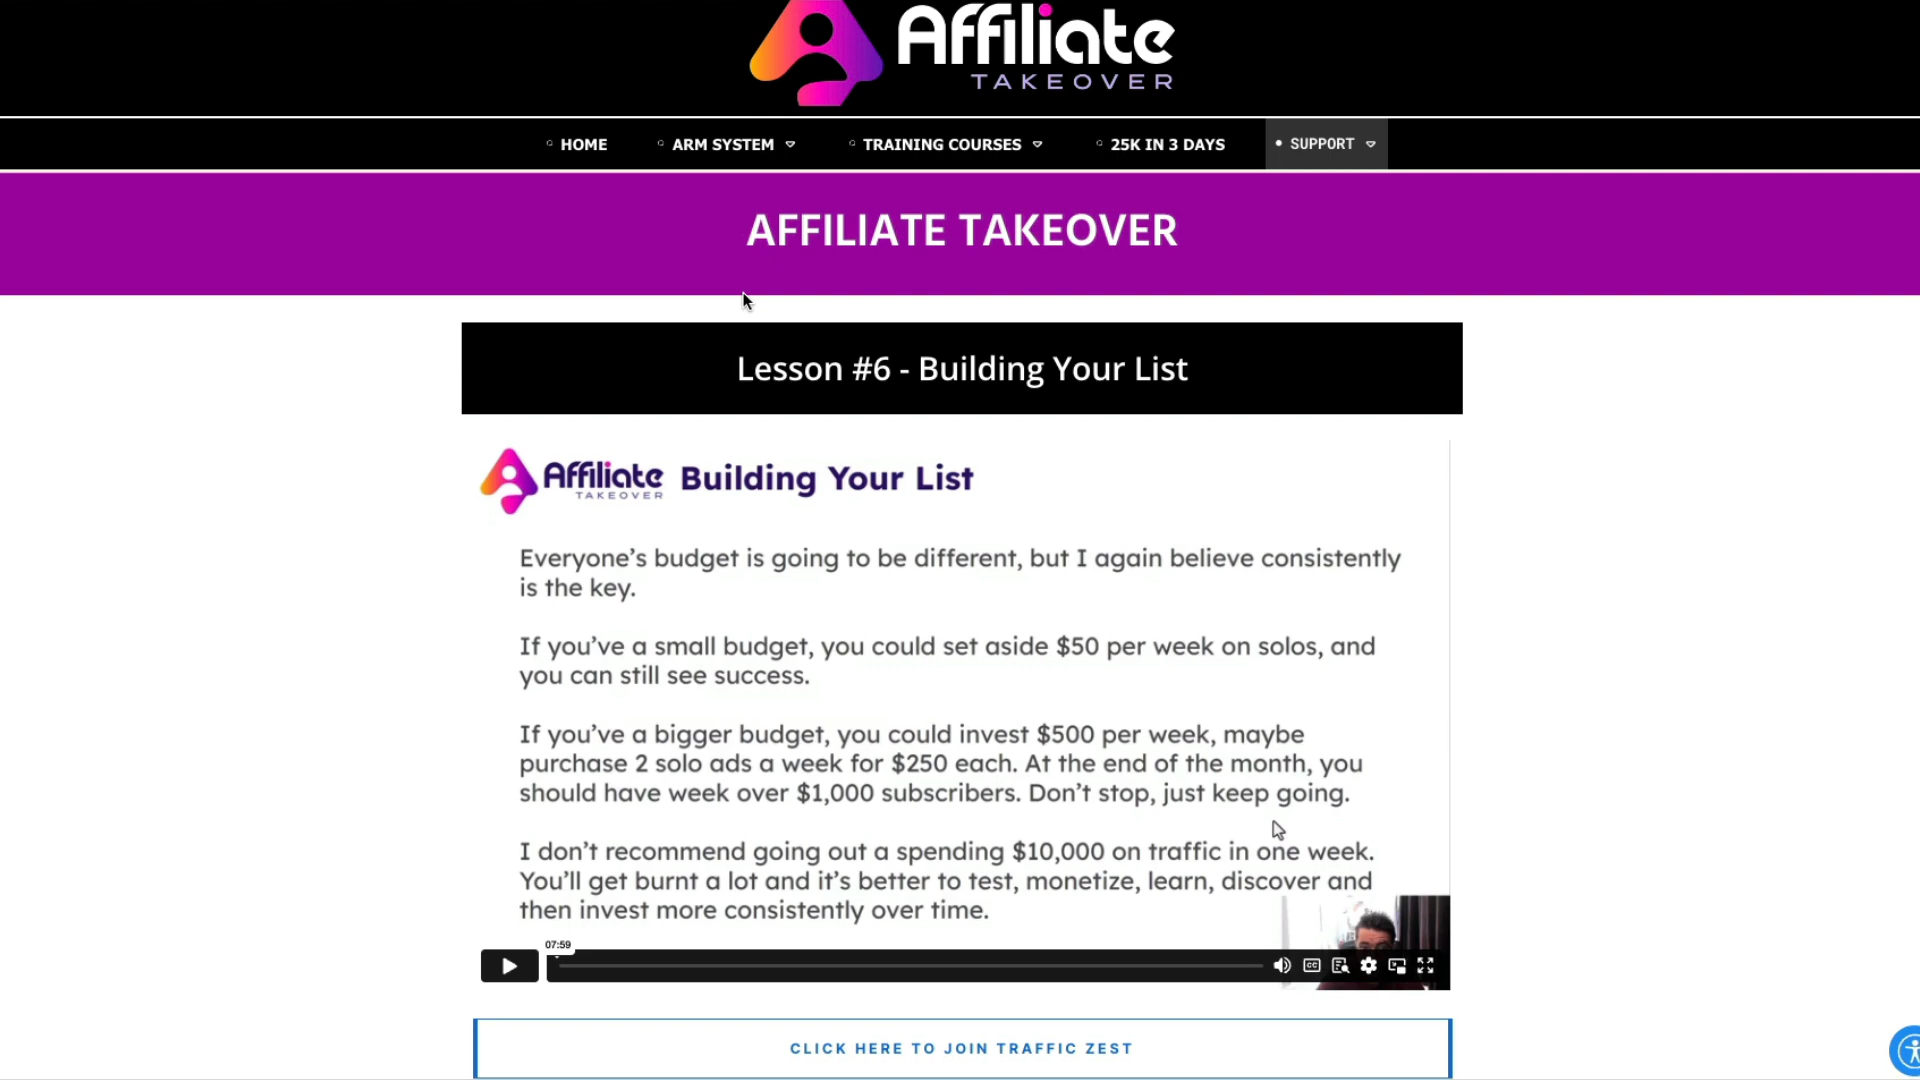 Affiliate
TAKEOVER
HOME
ARM SYSTEM
TRAINING COURSES
25K IN 3 DAYS
SUPPORT
AFFILIATE TAKEOVER
Lesson #6 - Building Your List
Affiliate
TAKEOVER
Building Your List
Everyone’s budget is going to be different, but I again believe consistently
is the key.
If you’ve a small budget, you could set aside $50 per week on solos, and
you can still see success.
If you’ve a bigger budget, you could invest $500 per week, maybe
purchase 2 solo ads a week for $250 each. At the end of the month, you
should have week over $1,000 subscribers. Don’t stop, just keep going.
I don’t recommend going out a spending $10,000 on traffic in one week.
You’ll get burnt a lot and it’s better to test, monetize, learn, discover and
then invest more consistently over time.
07:59
CC
CLICK HERE TO JOIN TRAFFIC ZEST